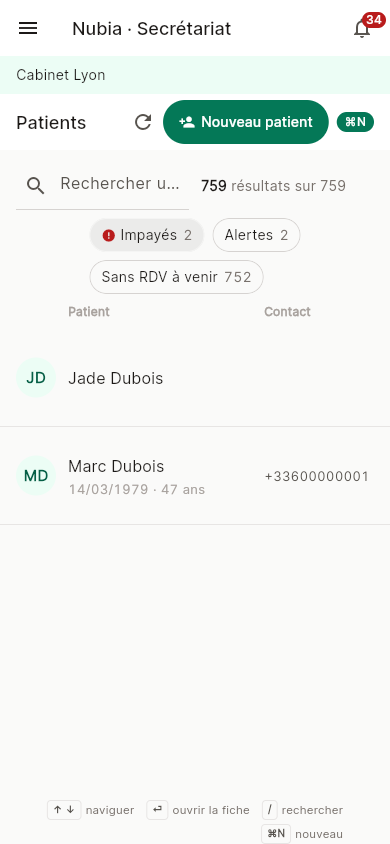 Nubia · Secrétariat
34
Cabinet Lyon
Patients
Nouveau patient
⌘N
Rechercher u...
759 résultats sur 759
Impayés 2
Alertes 2
Sans RDV à venir 752
Patient
Contact
JD
Jade Dubois
MD
Marc Dubois
14/03/1979 · 47 ans
+33600000001
↑ ↓ naviguer
⏎ ouvrir la fiche
/ rechercher
⌘N nouveau